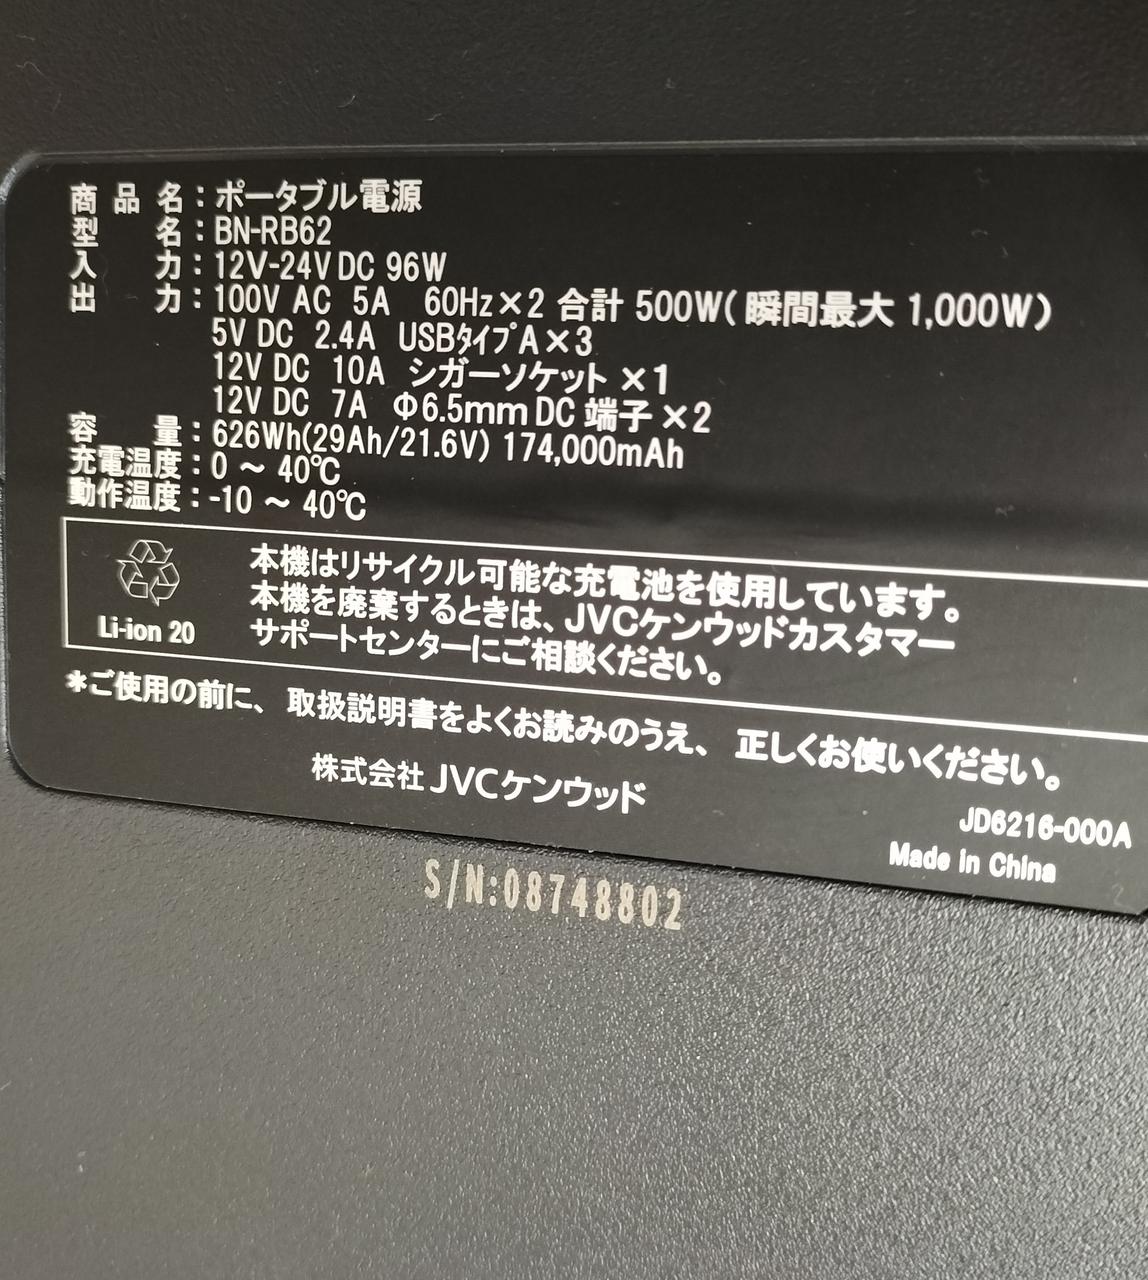 商品名：ポータブル電源
型名：BN-RB62
入力：12V-24V DC 96W
出力：100V AC 5A 60Hz×2 合計 500W(瞬間最大 1,000W)
5V DC 2.4A USBﾀｲﾌﾟA×3
12V DC 10A シガーソケット×1
12V DC 7A Φ6.5mm DC 端子×2
容量：626Wh(29Ah/21.6V) 174,000mAh
充電温度：0 ～ 40℃
動作温度：-10 ～ 40℃
本機はリサイクル可能な充電池を使用しています。
本機を廃棄するときは、JVCケンウッドカスタマー
サポートセンターにご相談ください。
Li-ion 20
＊ご使用の前に、取扱説明書をよくお読みのうえ、正しくお使いください。
株式会社 JVCケンウッド
JD6216-000A
Made in China
S/N:08748802